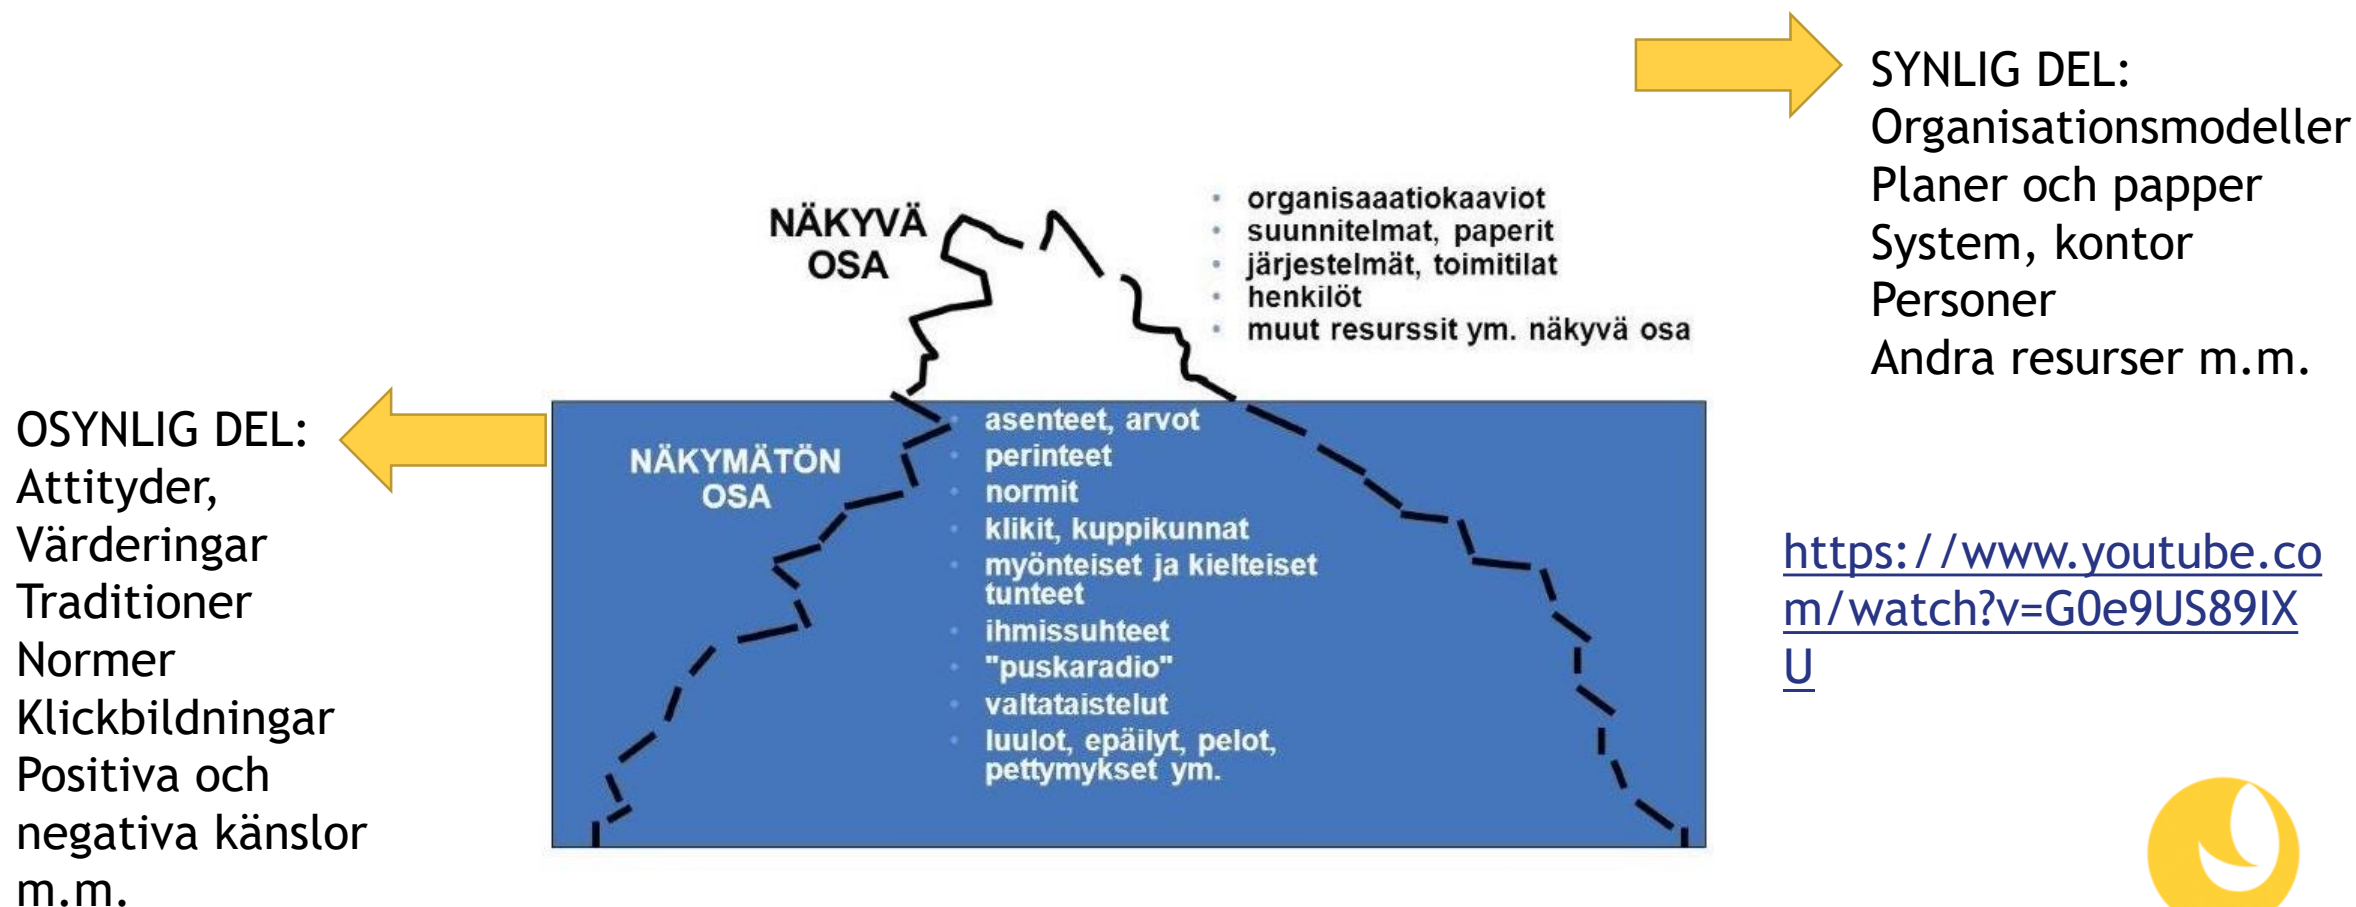 SYNLIG DEL:
Organisationsmodeller
Planer och papper
System, kontor
Personer
Andra resurser m.m.
NÄKYVÄ
OSA
organisaaatiokaaviot
suunnitelmat, paperit
järjestelmät, toimitilat
henkilöt
muut resurssit ym. näkyvä osa
OSYNLIG DEL:
Attityder,
Värderingar
Traditioner
Normer
Klickbildningar
Positiva och
negativa känslor
m.m.
NÄKYMÄTÖN
OSA
asenteet, arvot
perinteet
normit
klikit, kuppikunnat
myönteiset ja kielteiset
tunteet
ihmissuhteet
"puskaradio"
valtataistelut
luulot, epäilyt, pelot,
pettymykset ym.
https://www.youtube.co
m/watch?v=G0e9US89IX
U